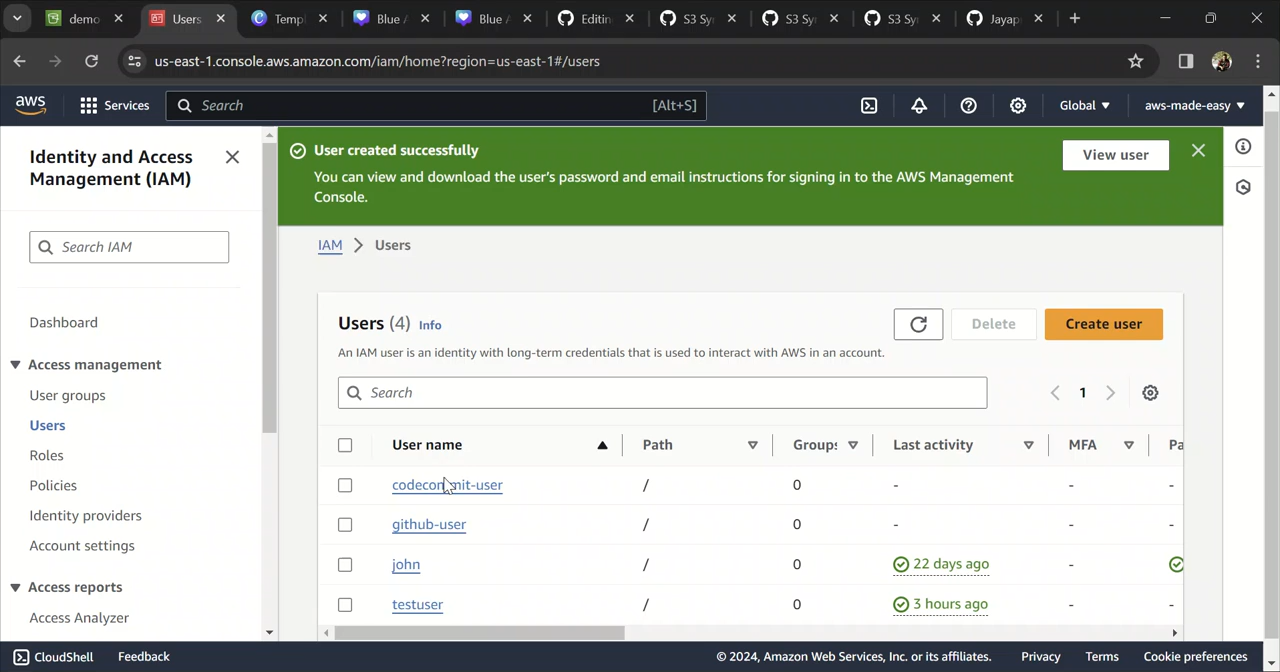 demo
Users
Templ
Blue A
Blue A
Editin
S3 Syn
S3 Syn
S3 Syn
Jayap
us-east-1.console.aws.amazon.com/iam/home?region=us-east-1#/users
aws
Services
Search
[Alt+S]
Global
aws-made-easy
Identity and Access
Management (IAM)
Search IAM
Dashboard
Access management
User groups
Users
Roles
Policies
Identity providers
Account settings
Access reports
Access Analyzer
User created successfully
You can view and download the user's password and email instructions for signing in to the AWS Management
Console.
View user
IAM > Users
Users (4) Info
Delete
Create user
An IAM user is an identity with long-term credentials that is used to interact with AWS in an account.
Search
1
User name Path Groups Last activity MFA Pa
codecommit-user / 0 - - -
github-user / 0 - - -
john / 0 22 days ago -
testuser / 0 3 hours ago - -
CloudShell
Feedback
© 2024, Amazon Web Services, Inc. or its affiliates.
Privacy
Terms
Cookie preferences